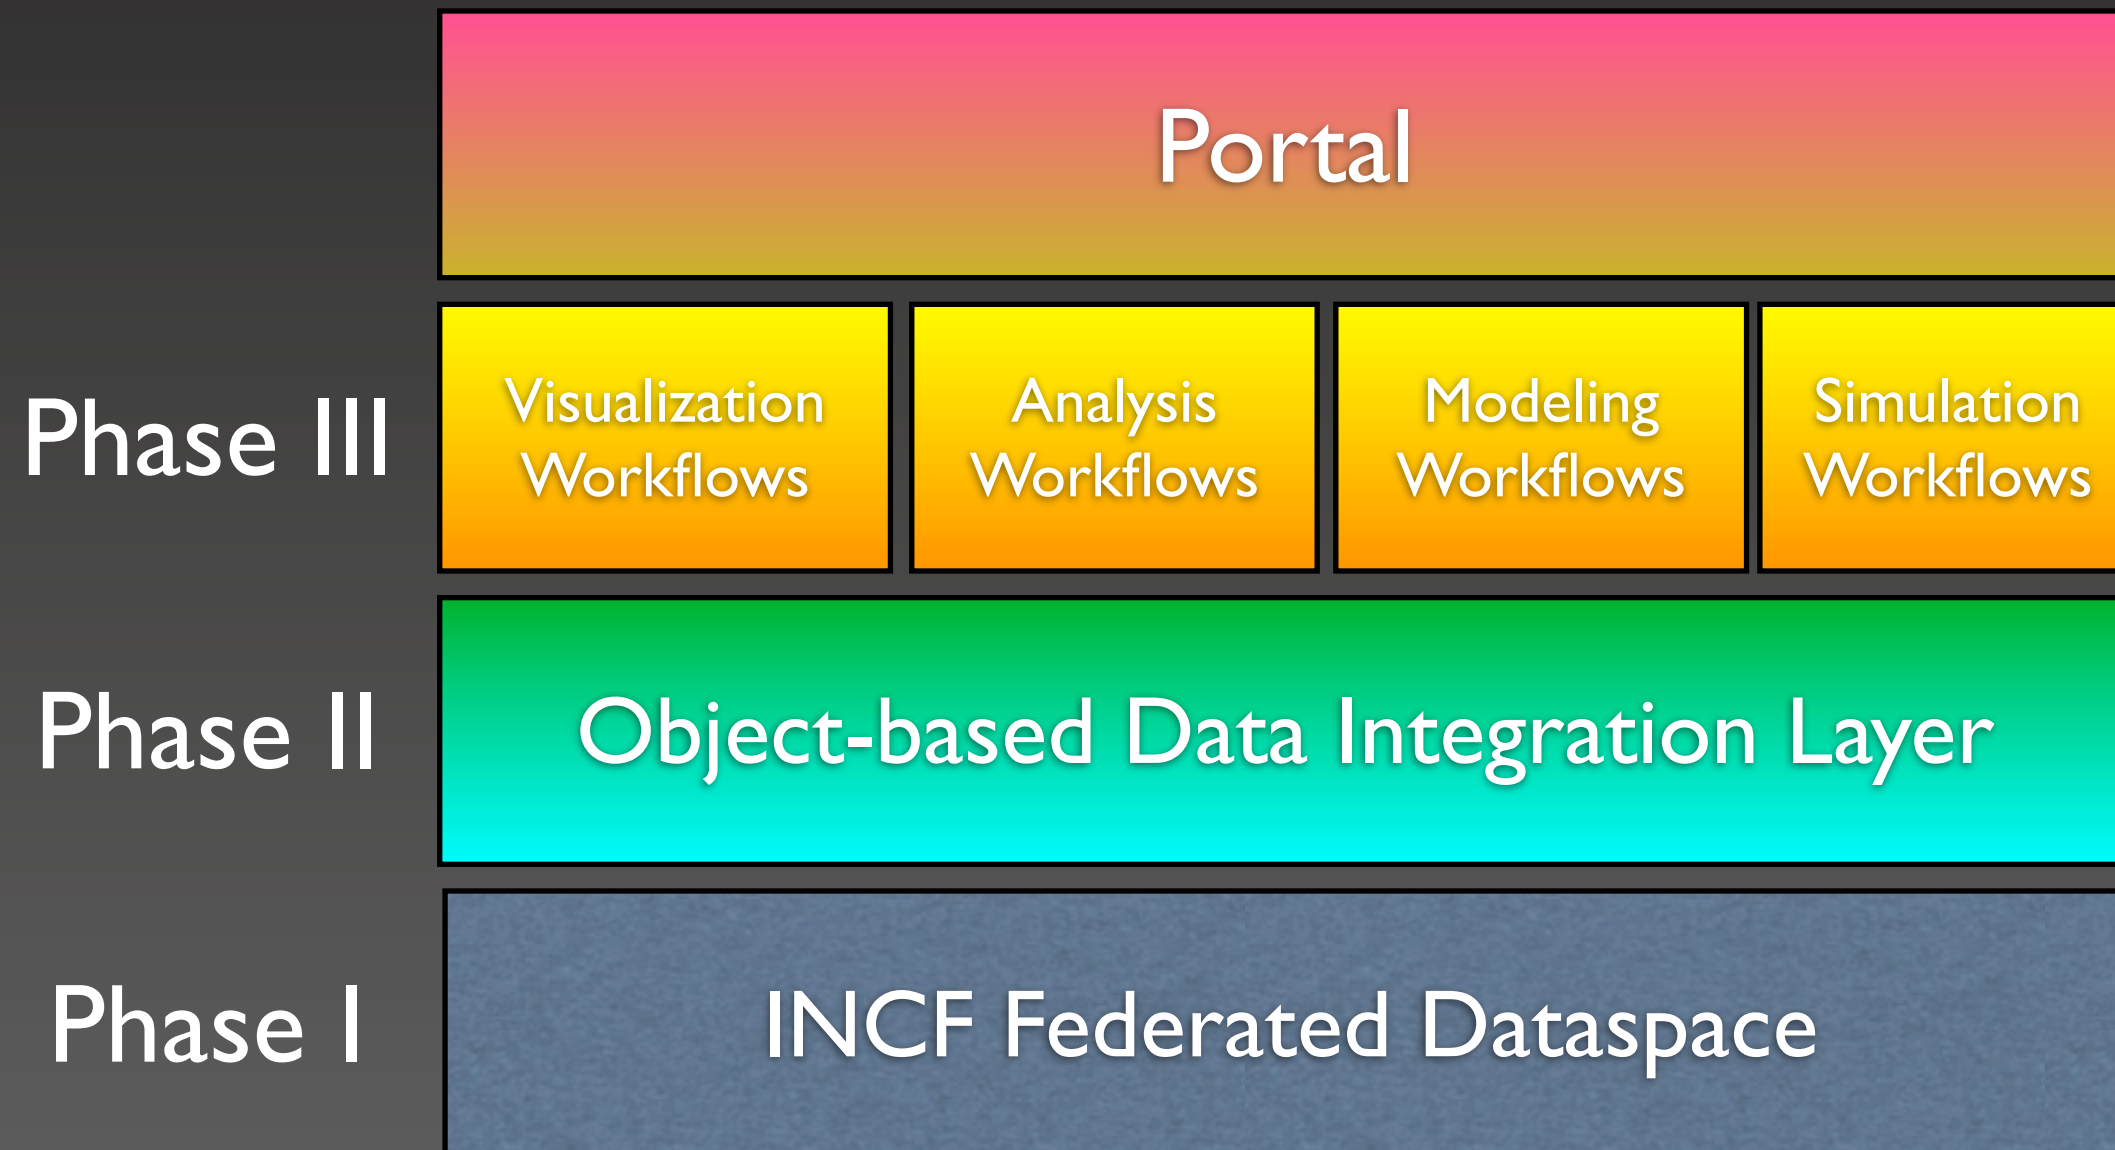 Portal
Phase III
Visualization
Workflows
Analysis
Workflows
Modeling
Workflows
Simulation
Workflows
Phase II
Object-based Data Integration Layer
Phase I
INCF Federated Dataspace